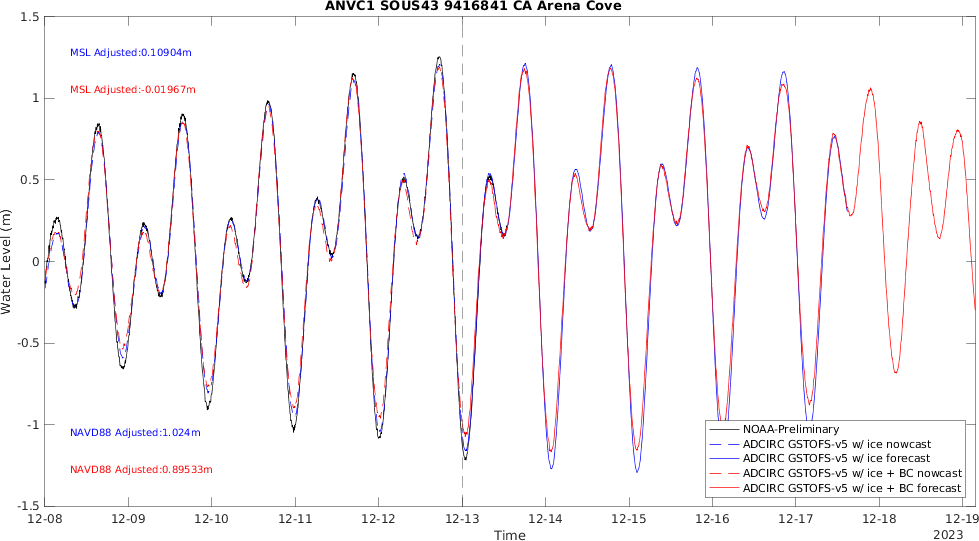 ANVC1 SOUS43 9416841 CA Arena Cove
1.5
MSL Adjusted:0.10904m
1
MSL Adjusted:-0.01967m
0.5
Water Level (m)
0
-0.5
-1
NAVD88 Adjusted:1.024m
NAVD88 Adjusted:0.89533m
-1.5
NOAA-Preliminary
ADCIRC GSTOFS-v5 w/ ice nowcast
ADCIRC GSTOFS-v5 w/ ice forecast
ADCIRC GSTOFS-v5 w/ ice + BC nowcast
ADCIRC GSTOFS-v5 w/ ice + BC forecast
12-08 12-09 12-10 12-11 12-12 12-13 12-14 12-15 12-16 12-17 12-18 12-19
Time
2023